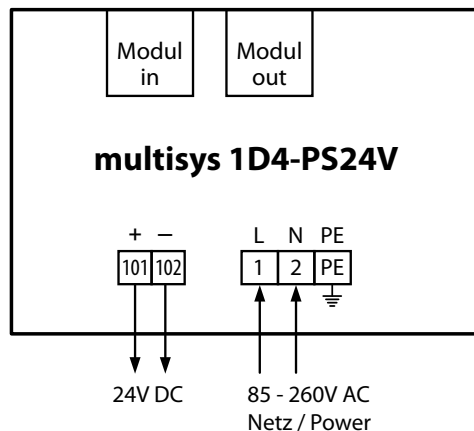 Modul in
Modul out
multisys 1D4-PS24V
+ −
L N PE
101 102
1 2 PE
24V DC
85 - 260V AC
Netz / Power